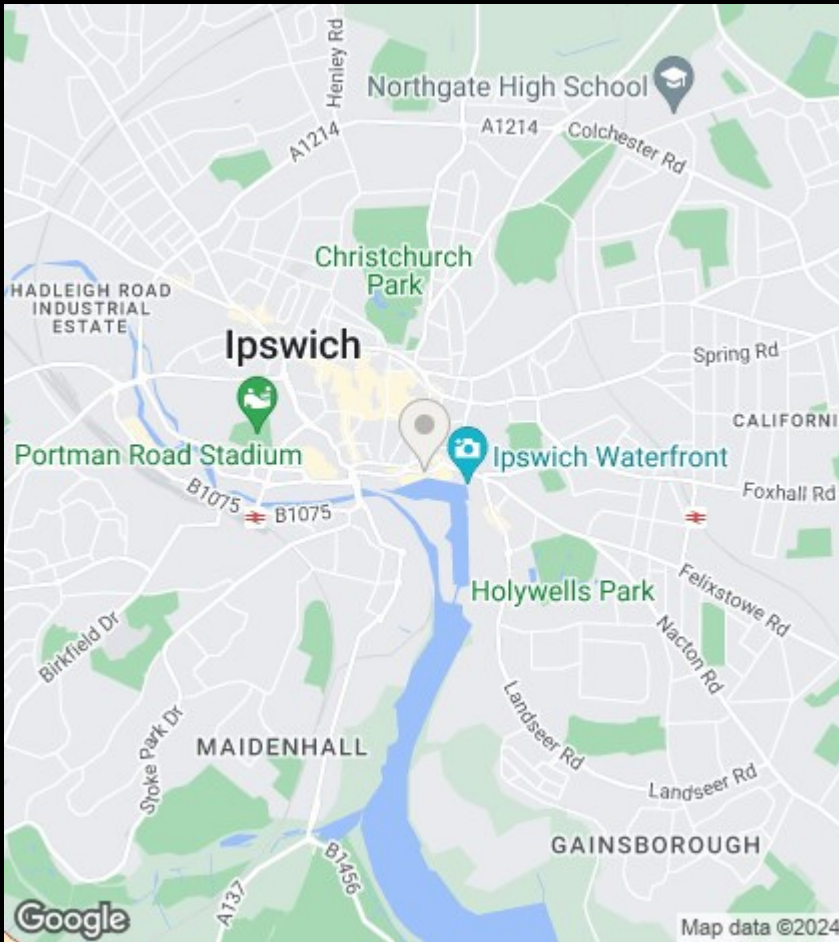 Henley Rd
Northgate High School
A1214
A1214
Colchester Rd
Christchurch
Park
HADLEIGH ROAD
INDUSTRIAL
ESTATE
Ipswich
Spring Rd
CALIFORNI
Portman Road Stadium
Ipswich Waterfront
B1075
B1075
Foxhall Rd
Holywells Park
Felixstowe Rd
Birkfield Dr
Nacton Rd
Stoke Park Dr
MAIDENHALL
Landseer Rd
Landseer Rd
GAINSBOROUGH
B1456
A137
Google
Map data ©2024